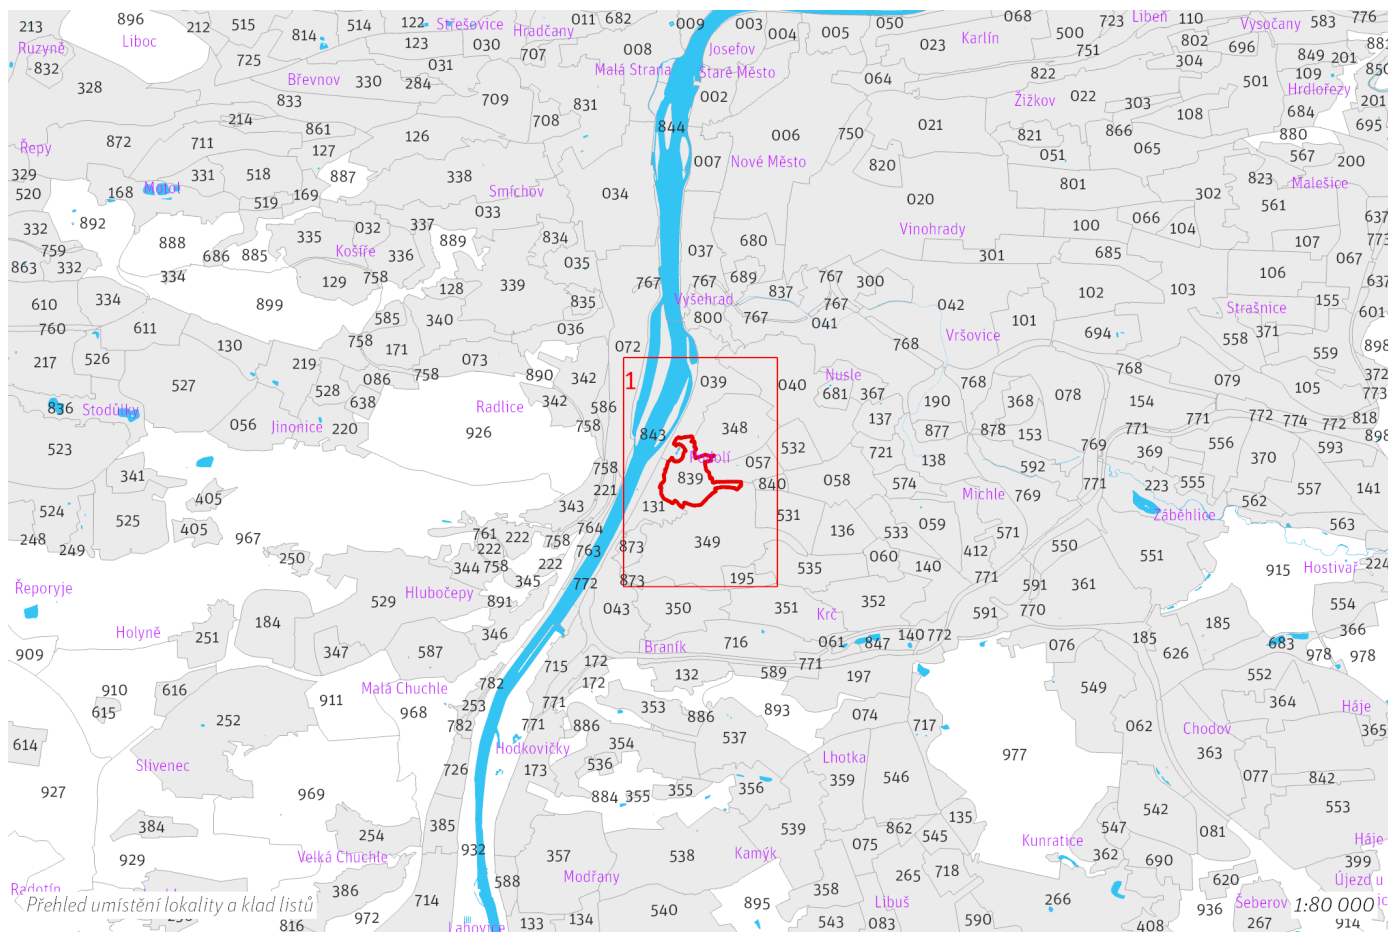 213 896 212 515 814 514 122 Střešovice 030 Hradčany 011 682 009 003 004 005 050 068 723 Libeň 110 Vysočany 583 776
Ruzyně Liboc 725 123 031 707 008 Josefov 023 Karlín 500 751 802 696 849 201
832 328 Břevnov 330 284 709 Malá Strana Staré Město 064 822 304 501 109 Hrdlořezy 850
833 831 002 Žižkov 022 303 108 684 201
214 861 126 708 844 006 750 021 821 866 065 880 695
Řepy 872 711 127 007 Nové Město 820 051 567 200
329 168 Motol 331 518 169 887 338 Smíchov 034 801 302 823 Malešice
520 519 033 020 561
332 892 888 335 032 337 889 834 Vinohrady 100 066 104 637
759 686 885 Košíře 336 035 037 680 301 685 107 773
863 332 334 129 758 128 339 767 767 689 837 767 300 106 067 637
610 334 899 585 340 835 Vyšehrad 767 042 102 103 155
760 611 130 758 171 036 800 767 041 Vršovice 101 694 Strašnice 371 601
217 526 219 073 072 768 558 559 898
527 086 758 890 342 1 039 040 Nusle 768 768 079 372
836 Stodůlky 528 638 Radlice 342 586 681 367 190 368 078 154 105 773
056 Jinonice 220 926 758 843 348 137 877 878 153 771 771 772 774 772 818
523 532 721 138 769 369 556 593 898
341 758 Podolí 057 592 370
405 221 839 840 058 574 Michle 769 771 223 555 557 141
524 525 405 343 131 531 059 Záběhlice 562
248 249 967 761 222 764 136 533 571 563
250 222 758 763 873 349 060 412 550 551
344 758 222 535 140 771 915 Hostivař 224
Řeporyje 529 Hlubočepy 345 772 873 195 591 361
891 043 350 351 352 591 770 554
Holyně 251 184 346 Krč 185 185 366
909 347 587 Braník 716 061 847 140 772 076 626 683 978 978
910 616 Malá Chuchle 782 715 172 132 589 771 197 549 552
615 911 968 253 172 353 893 364 Háje
252 782 771 771 886 886 074 717 062 Chodov 365
614 Slivenec Hodkovičky 354 537 Lhotka 977 363
927 726 173 536 359 546 077 842
969 884 355 355 356 542 553
384 254 385 539 135 547 081 Háje
929 Velká Chuchle 932 357 538 Kamýk 862 545 Kunratice 362 690 399
075
Radotín 386 588 Modřany 358 265 718 620 Újezd u
714 540 895 Libuš 266 936 Šeberov
816 972 Lahovice 133 134 543 083 590 408 267 914
Přehled umístění lokality a klad listů
1:80 000